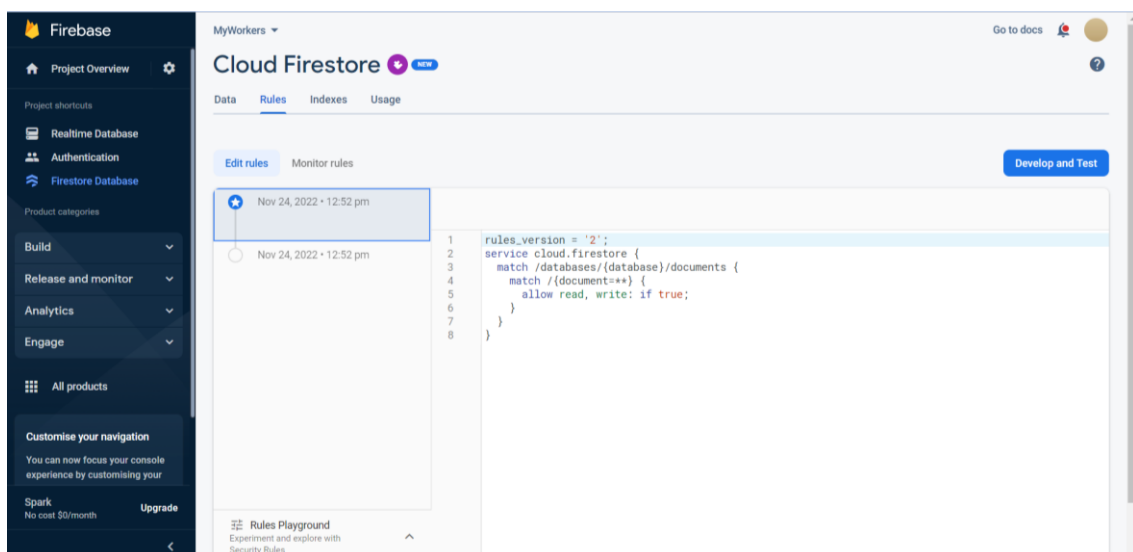 Firebase
Project Overview
Project shortcuts
Realtime Database
Authentication
Firestore Database
Product categories
Build
Release and monitor
Analytics
Engage
All products
Customise your navigation
You can now focus your console
experience by customising your
Spark
No cost $0/month
Upgrade
MyWorkers
Go to docs
Cloud Firestore NEW
Data Rules Indexes Usage
Edit rules Monitor rules
Develop and Test
Nov 24, 2022 • 12:52 pm
Nov 24, 2022 • 12:52 pm
1 rules_version = '2';
2 service cloud.firestore {
3 match /databases/{database}/documents {
4 match /{document=**} {
5 allow read, write: if true;
6 }
7 }
8 }
Rules Playground
Experiment and explore with
Security Rules